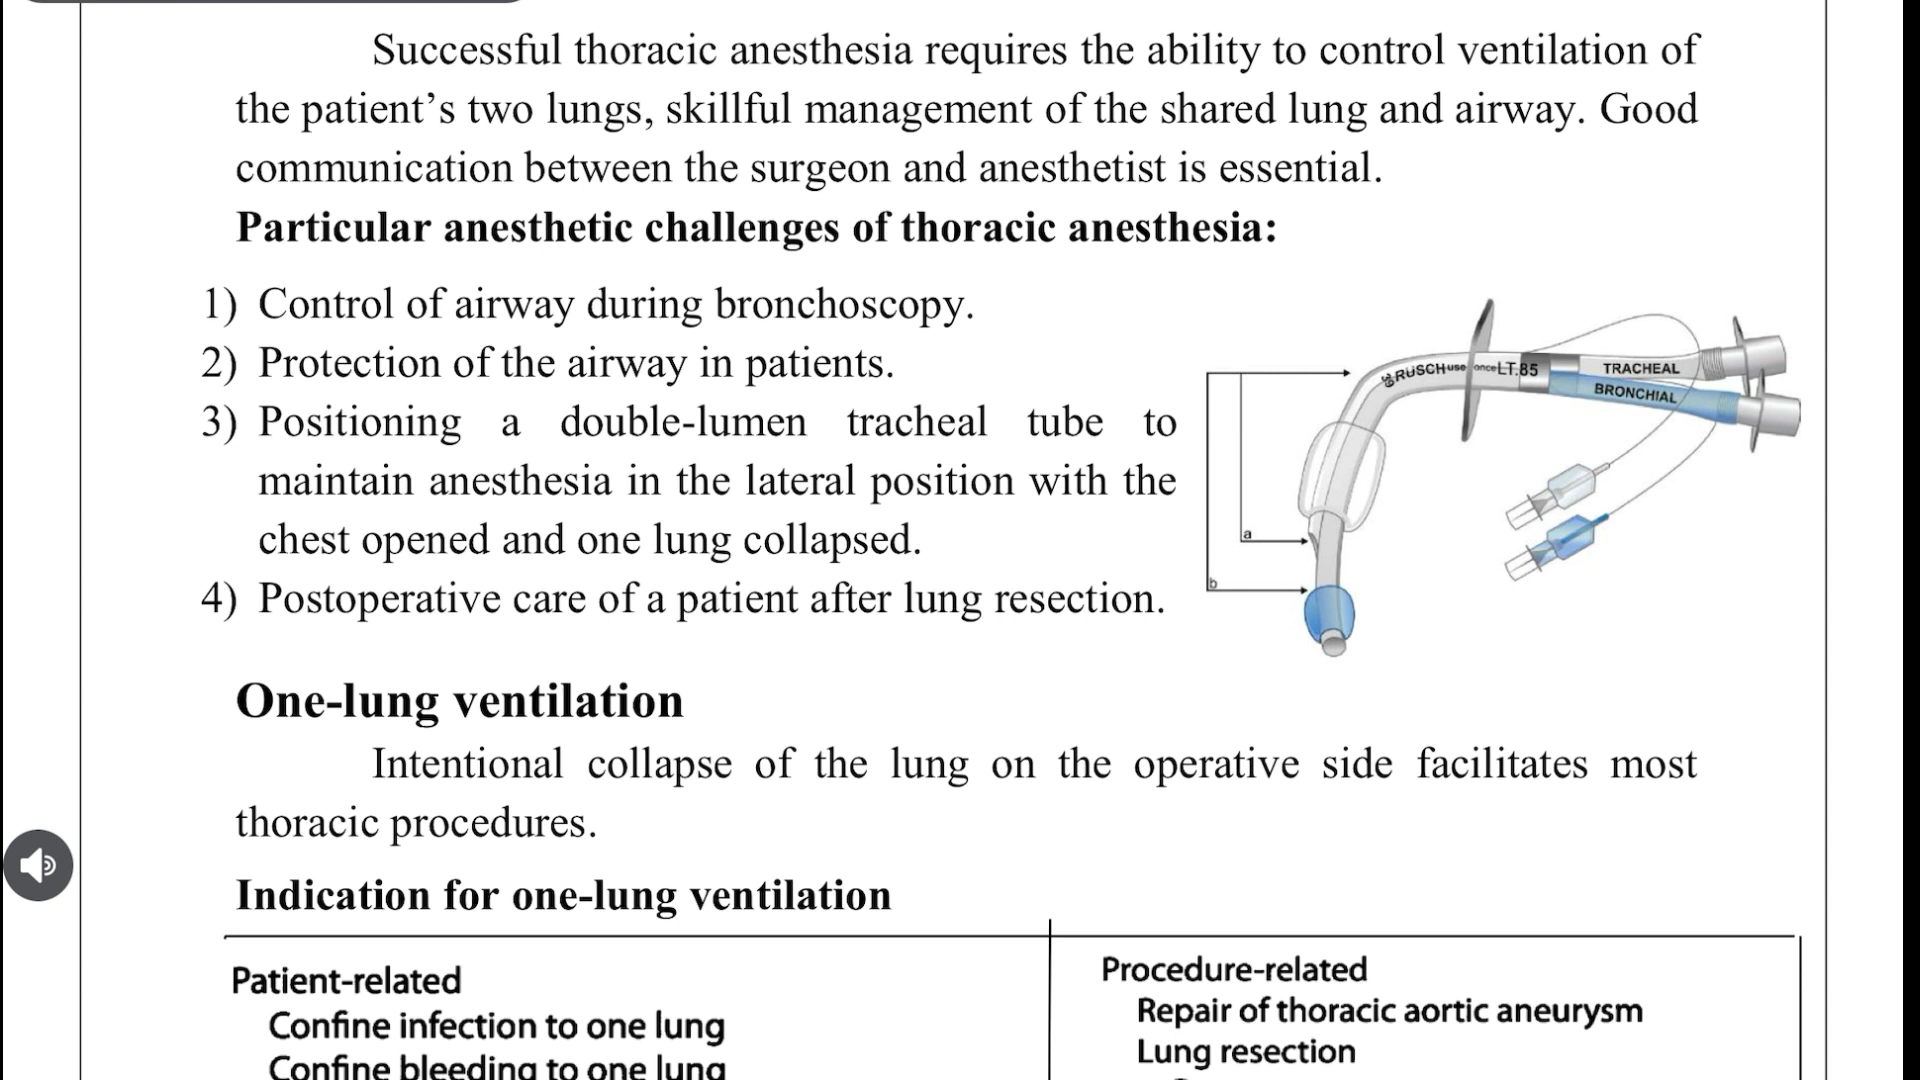 Successful thoracic anesthesia requires the ability to control ventilation of
the patient’s two lungs, skillful management of the shared lung and airway. Good
communication between the surgeon and anesthetist is essential.
Particular anesthetic challenges of thoracic anesthesia:
1) Control of airway during bronchoscopy.
2) Protection of the airway in patients.
3) Positioning a double-lumen tracheal tube to
maintain anesthesia in the lateral position with the
chest opened and one lung collapsed.
4) Postoperative care of a patient after lung resection.
RUSCH use once LT.85
TRACHEAL
BRONCHIAL
a
b
One-lung ventilation
Intentional collapse of the lung on the operative side facilitates most
thoracic procedures.
Indication for one-lung ventilation
Patient-related
Confine infection to one lung
Confine bleeding to one lung
Procedure-related
Repair of thoracic aortic aneurysm
Lung resection